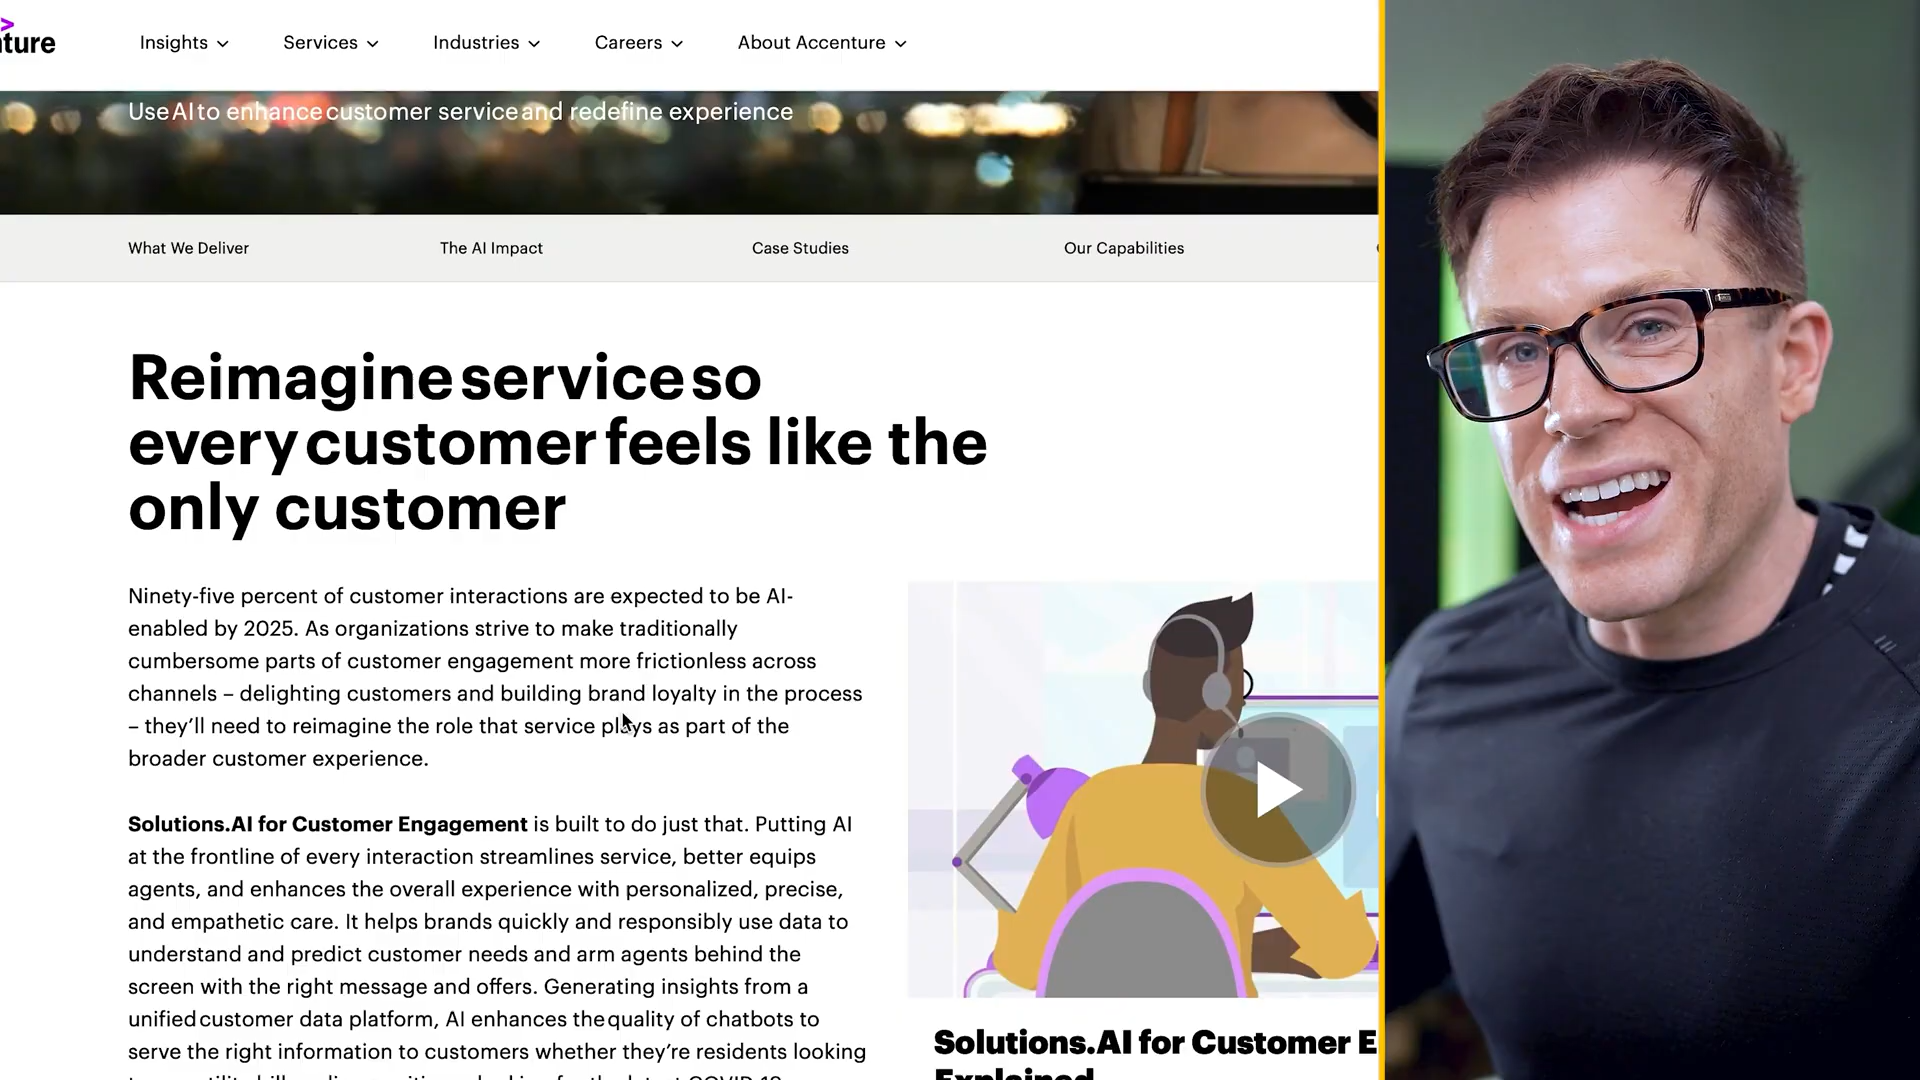 ture
Insights
Services
Industries
Careers
About Accenture
Use AI to enhance customer service and redefine experience
What We Deliver
The AI Impact
Case Studies
Our Capabilities
Reimagine service so
every customer feels like the
only customer
Ninety-five percent of customer interactions are expected to be AI-
enabled by 2025. As organizations strive to make traditionally
cumbersome parts of customer engagement more frictionless across
channels – delighting customers and building brand loyalty in the process
– they’ll need to reimagine the role that service plays as part of the
broader customer experience.
Solutions.AI for Customer Engagement is built to do just that. Putting AI
at the frontline of every interaction streamlines service, better equips
agents, and enhances the overall experience with personalized, precise,
and empathetic care. It helps brands quickly and responsibly use data to
understand and predict customer needs and arm agents behind the
screen with the right message and offers. Generating insights from a
unified customer data platform, AI enhances the quality of chatbots to
serve the right information to customers whether they’re residents looking
Solutions.AI for Customer E
Explained